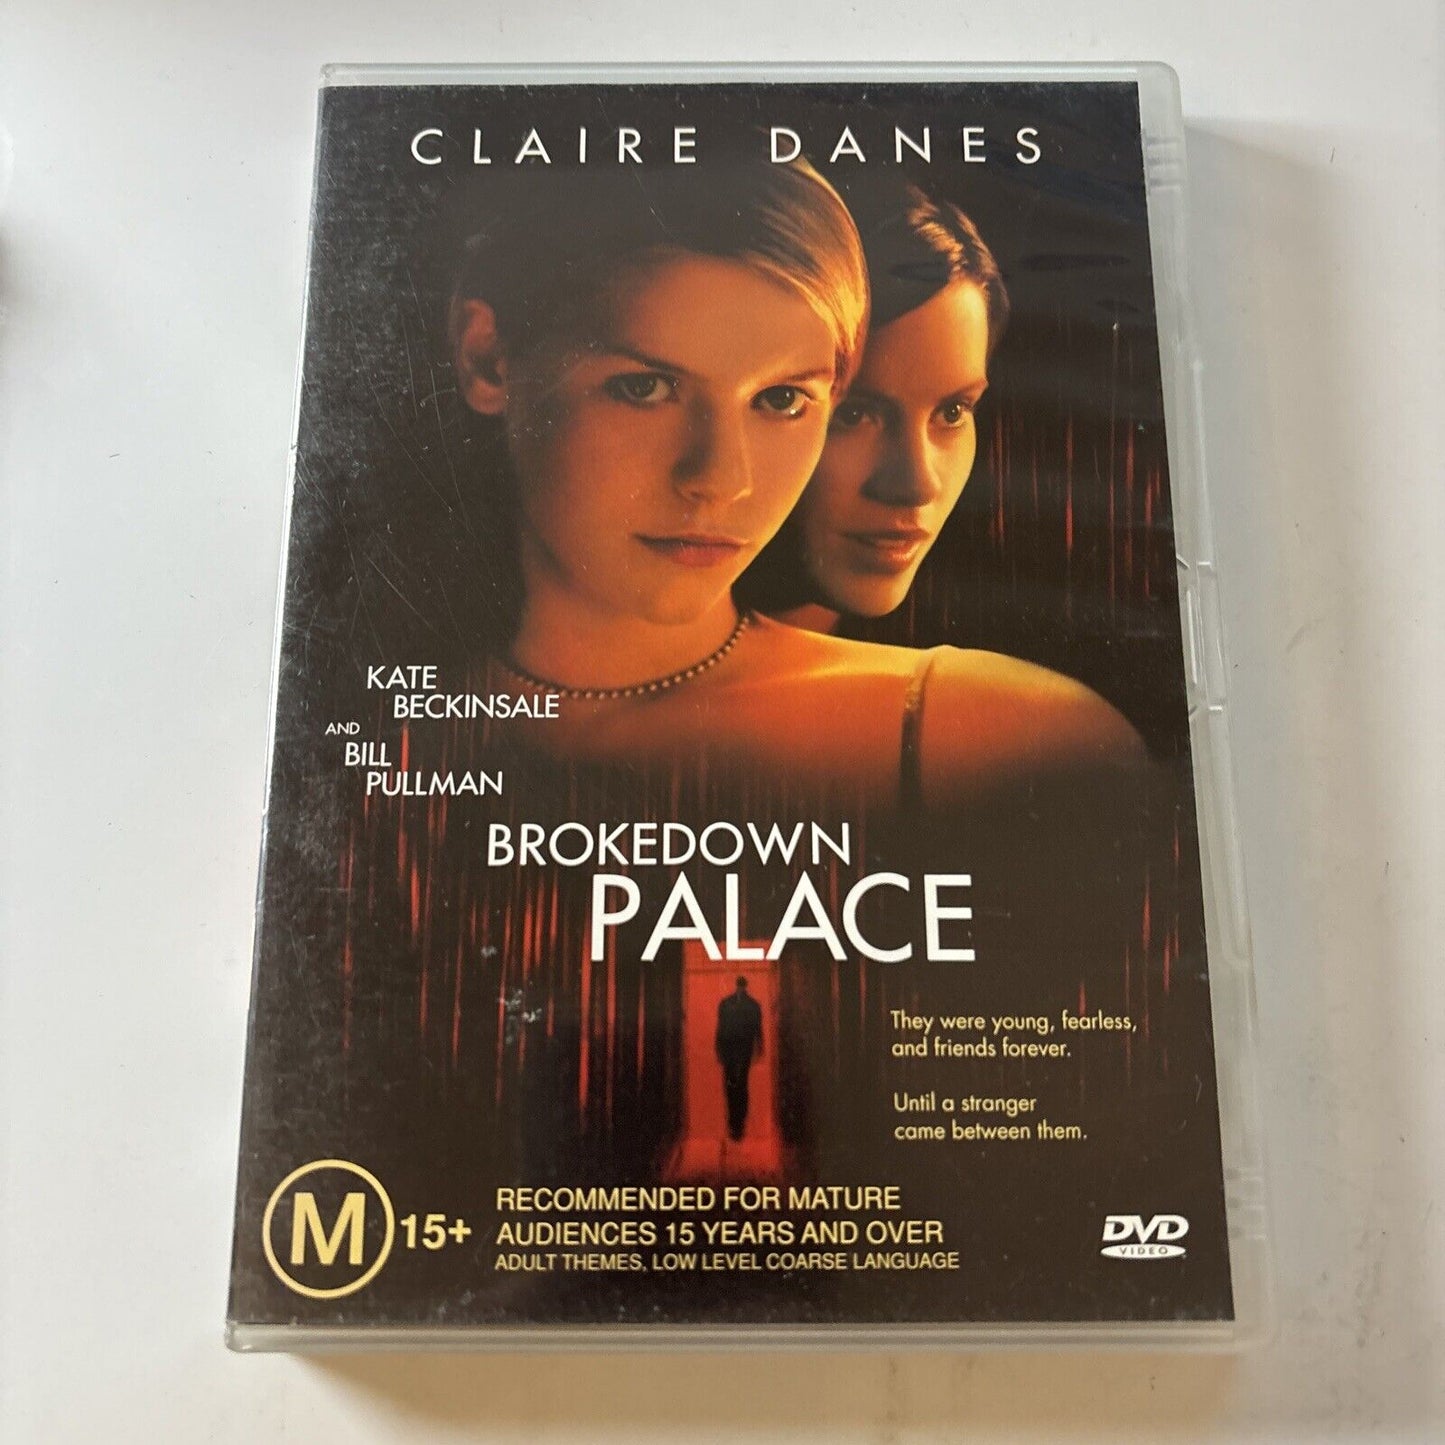 CLAIRE DANES
KATE
BECKINSALE
AND
BILL
PULLMAN
BROKEDOWN
PALACE
They were young, fearless,
and friends forever.
Until a stranger
came between them.
M 15+
RECOMMENDED FOR MATURE
AUDIENCES 15 YEARS AND OVER
ADULT THEMES, LOW LEVEL COARSE LANGUAGE
DVD
VIDEO